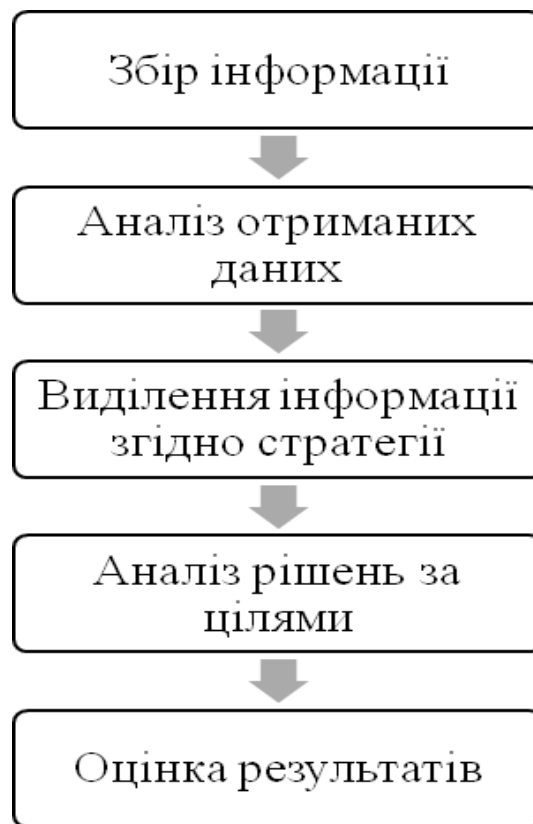 Збір інформації
Аналіз отриманих
даних
Виділення інформації
згідно стратегії
Аналіз рішень за
цілями
Оцінка результатів